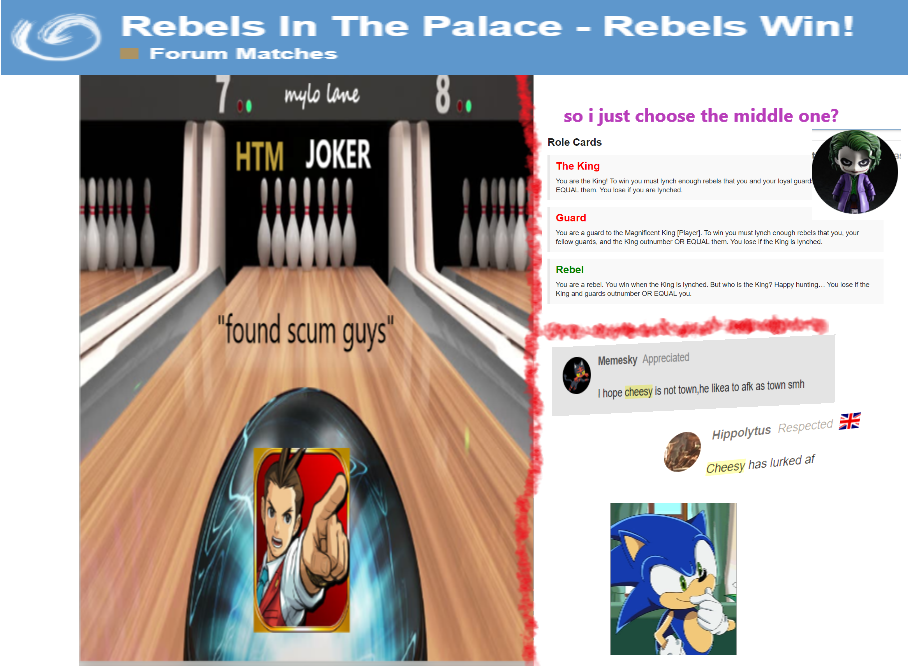 Rebels In The Palace - Rebels Win!
Forum Matches
7 mylo lane 8
HTM JOKER
"found scum guys"
so i just choose the middle one?
Role Cards
The King
You are the King! To win you must lynch enough rebels that you and your loyal guard
EQUAL them. You lose if you are lynched.
Guard
You are a guard to the Magnificent King [Player]. To win you must lynch enough rebels that you, your
fellow guards, and the King outnumber OR EQUAL them. You lose if the King is lynched.
Rebel
You are a rebel. You win when the King is lynched. But who is the King? Happy hunting... You lose if the
King and guards outnumber OR EQUAL you.
Memesky Appreciated
I hope cheesy is not town,he likea to afk as town smh
Hippolytus Respected
Cheesy has lurked af